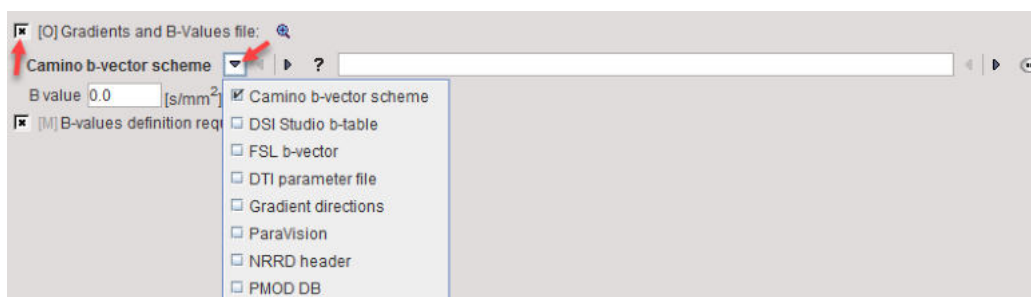 [O] Gradients and B-Values file:
Camino b-vector scheme ?
B value 0.0 [s/mm2]
Camino b-vector scheme
[M] B-values definition requ
DSI Studio b-table
FSL b-vector
DTI parameter file
Gradient directions
ParaVision
NRRD header
PMOD DB